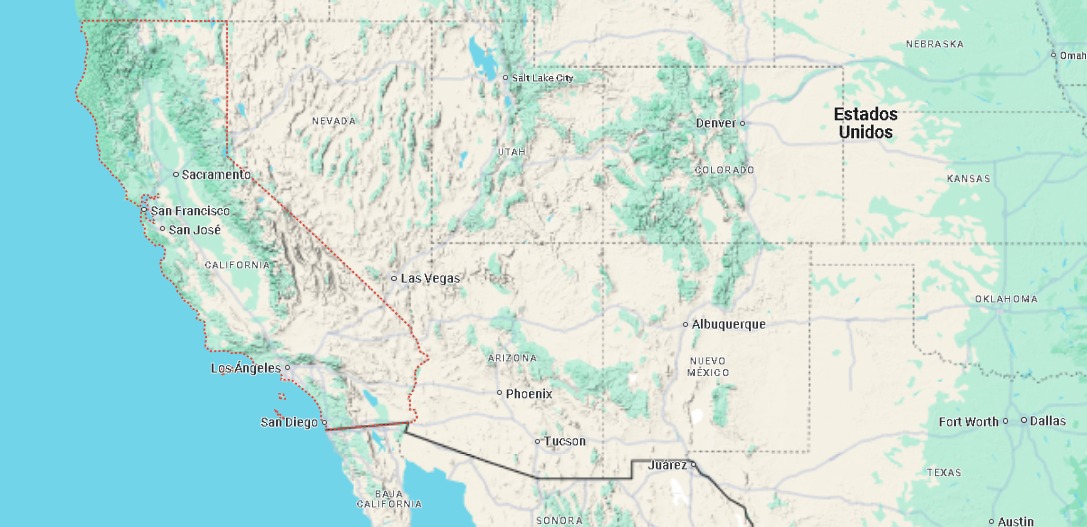 NEBRASKA
Omah
Salt Lake City
Estados
Unidos
NEVADA
Denver
UTAH
COLORADO
KANSAS
Sacramento
San Francisco
San José
CALIFORNIA
Las Vegas
OKLAHOMA
Albuquerque
ARIZONA
NUEVO
MÉXICO
Los Ángeles
Phoenix
San Diego
Fort Worth
Dallas
Tucson
Juárez
TEXAS
BAJA
CALIFORNIA
SONORA
Austin